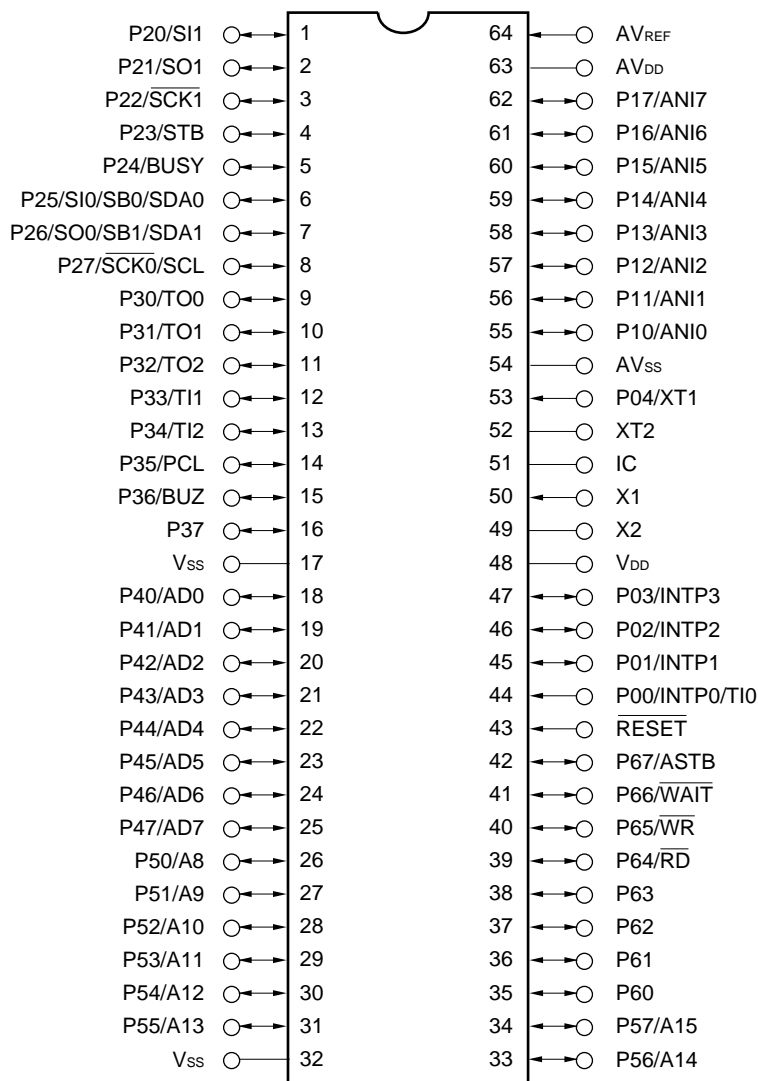 P20/SI1 1 64 AVREF
P21/SO1 2 63 AVDD
P22/S̅C̅K̅1̅ 3 62 P17/ANI7
P23/STB 4 61 P16/ANI6
P24/BUSY 5 60 P15/ANI5
P25/SI0/SB0/SDA0 6 59 P14/ANI4
P26/SO0/SB1/SDA1 7 58 P13/ANI3
P27/S̅C̅K̅0̅/SCL 8 57 P12/ANI2
P30/TO0 9 56 P11/ANI1
P31/TO1 10 55 P10/ANI0
P32/TO2 11 54 AVSS
P33/TI1 12 53 P04/XT1
P34/TI2 13 52 XT2
P35/PCL 14 51 IC
P36/BUZ 15 50 X1
P37 16 49 X2
VSS 17 48 VDD
P40/AD0 18 47 P03/INTP3
P41/AD1 19 46 P02/INTP2
P42/AD2 20 45 P01/INTP1
P43/AD3 21 44 P00/INTP0/TI0
P44/AD4 22 43 R̅E̅S̅E̅T̅
P45/AD5 23 42 P67/ASTB
P46/AD6 24 41 P66/W̅A̅I̅T̅
P47/AD7 25 40 P65/W̅R̅
P50/A8 26 39 P64/R̅D̅
P51/A9 27 38 P63
P52/A10 28 37 P62
P53/A11 29 36 P61
P54/A12 30 35 P60
P55/A13 31 34 P57/A15
VSS 32 33 P56/A14